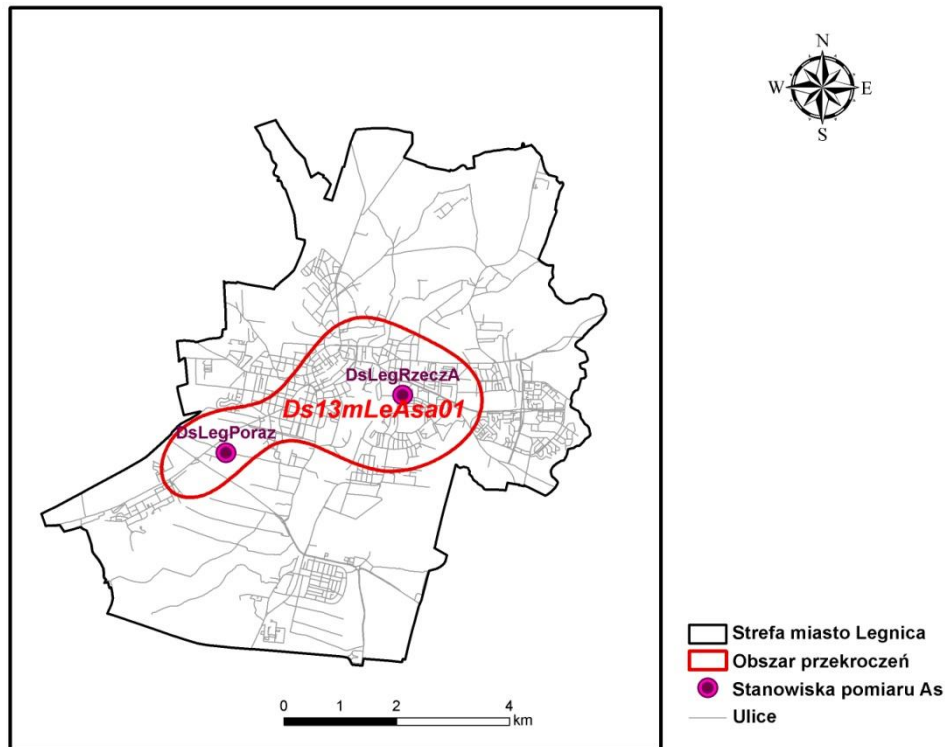 N
W E
S
DsLegRzeczA
Ds13mLeAsa01
DsLegPoraz
Strefa miasto Legnica
Obszar przekroczeń
Stanowiska pomiaru As
Ulice
0 1 2 4
km